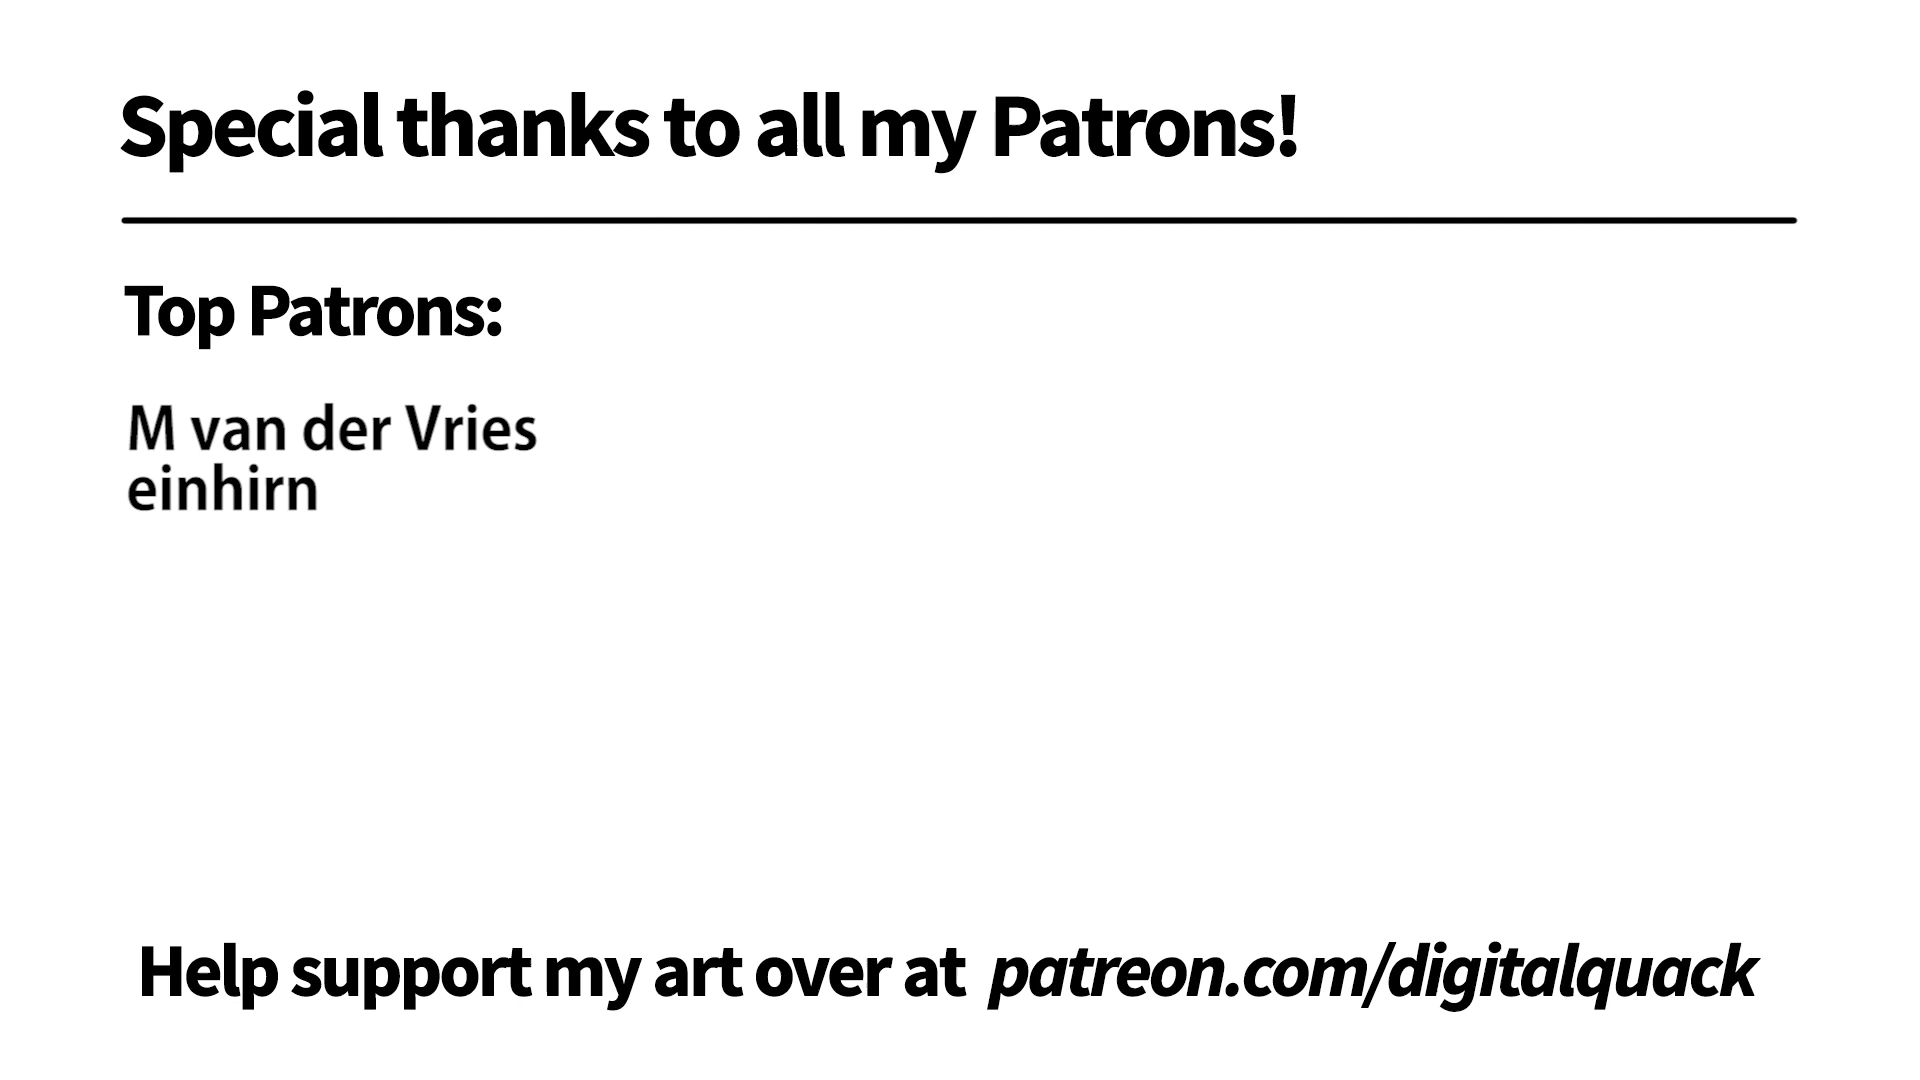 Special thanks to all my Patrons!
Top Patrons:
M van der Vries
einhirn
Help support my art over at patreon.com/digitalquack